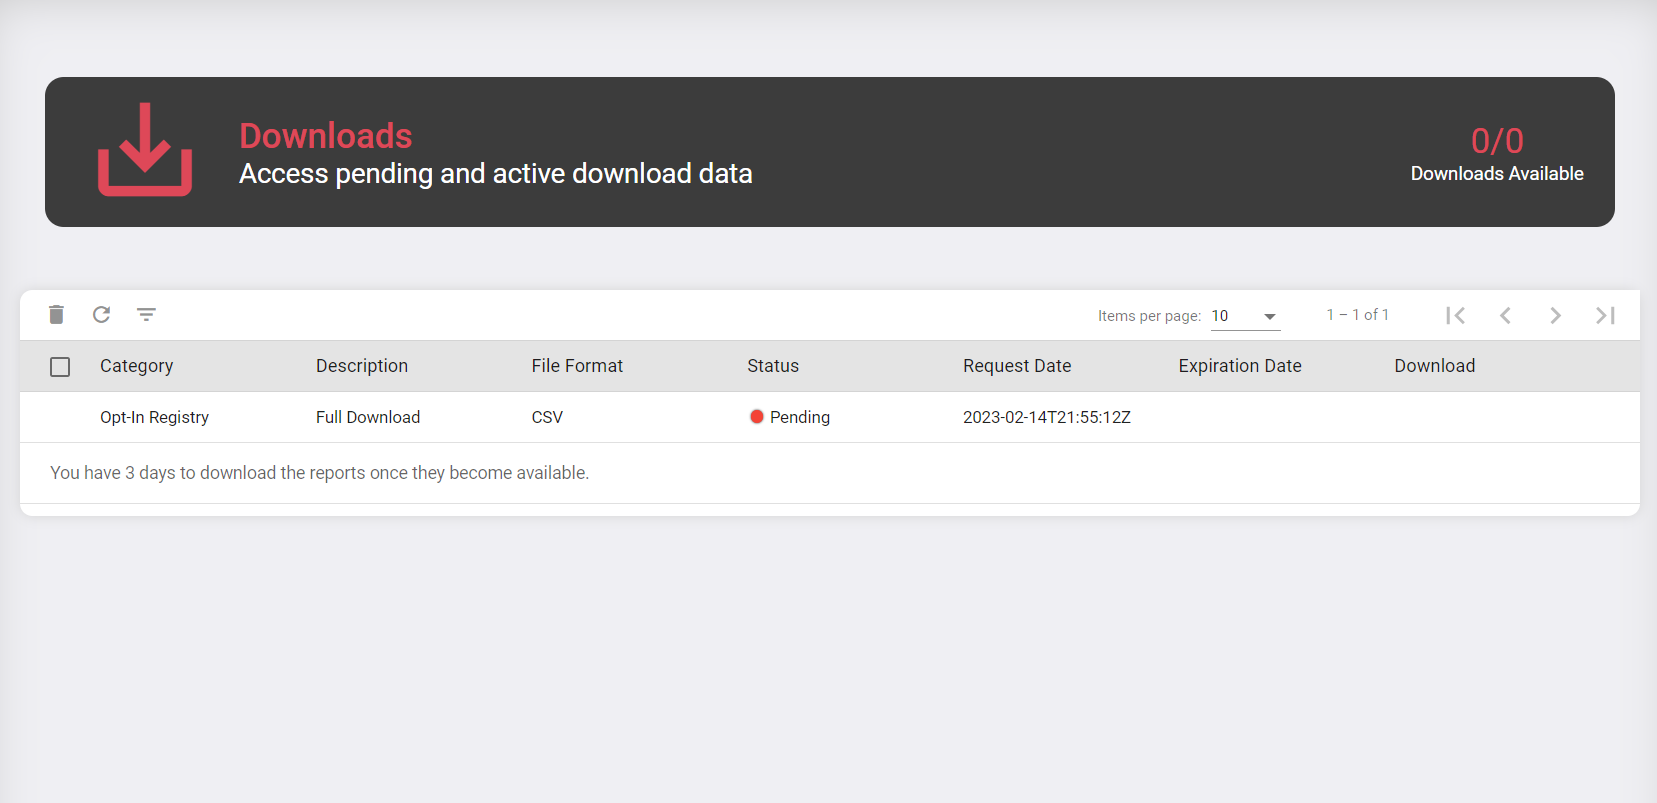 Downloads
Access pending and active download data
0/0
Downloads Available
Items per page: 10 1 – 1 of 1
Category Description File Format Status Request Date Expiration Date Download
Opt-In Registry Full Download CSV Pending 2023-02-14T21:55:12Z
You have 3 days to download the reports once they become available.